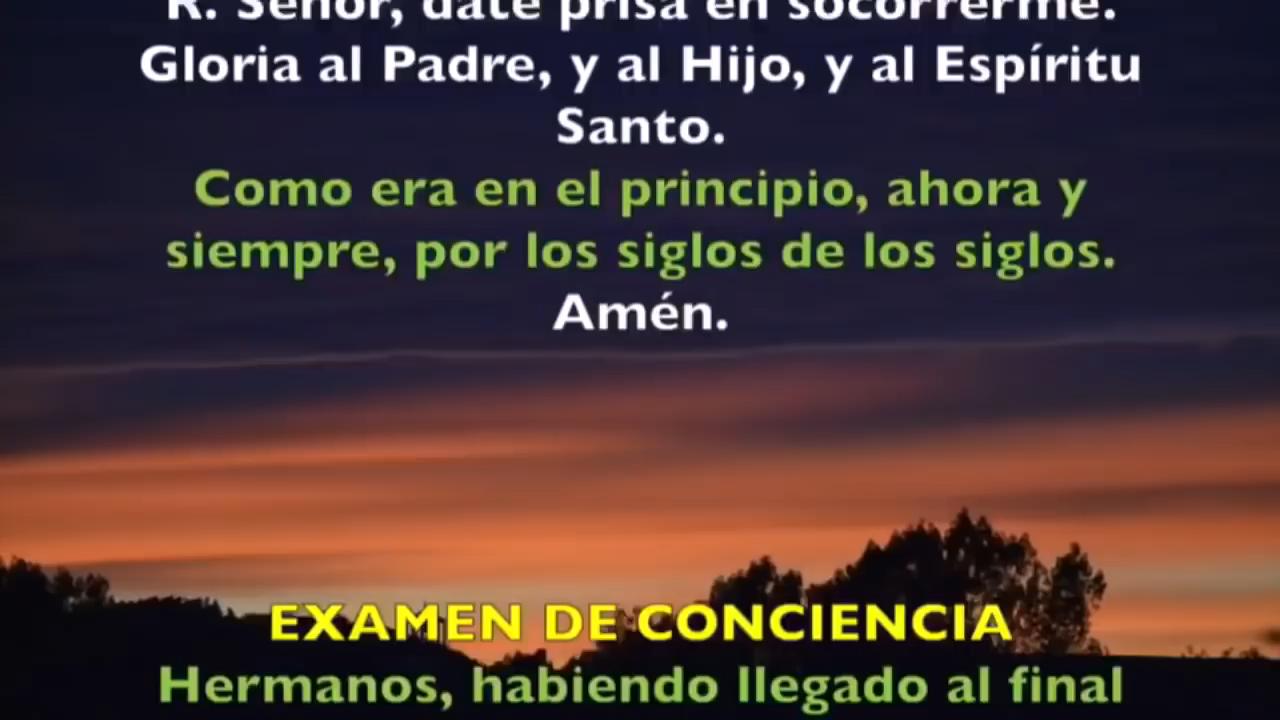 R. Señor, date prisa en socorrerme.
Gloria al Padre, y al Hijo, y al Espíritu
Santo.
Como era en el principio, ahora y
siempre, por los siglos de los siglos.
Amén.
EXAMEN DE CONCIENCIA
Hermanos, habiendo llegado al final